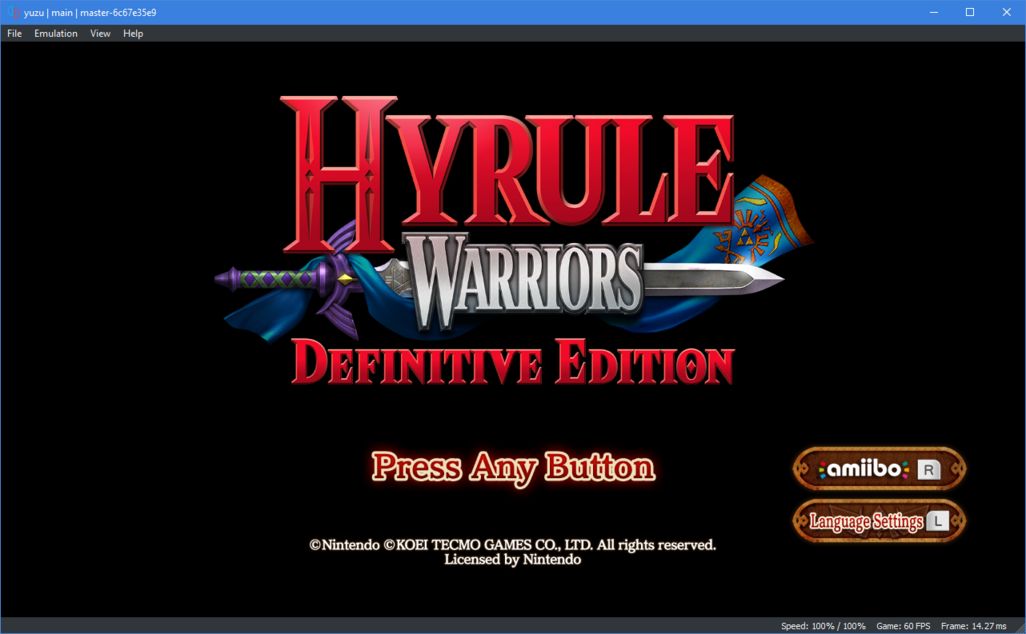 yuzu | main | master-6c67e35e9
File Emulation View Help
HYRULE
WARRIORS
DEFINITIVE EDITION
Press Any Button
amiibo R
Language Settings L
©Nintendo ©KOEI TECMO GAMES CO., LTD. All rights reserved.
Licensed by Nintendo
Speed: 100% / 100% Game: 60 FPS Frame: 14.27 ms